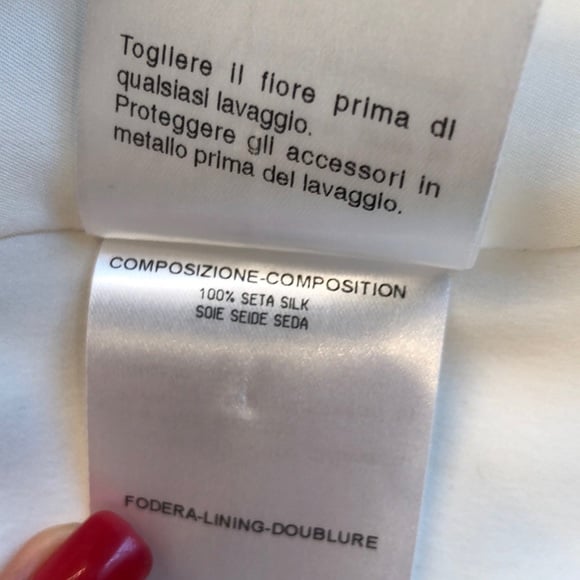 Togliere il fiore prima di
qualsiasi lavaggio.
Proteggere gli accessori in
metallo prima del lavaggio.
COMPOSIZIONE-COMPOSITION
100% SETA SILK
SOIE SEIDE SEDA
FODERA-LINING-DOUBLURE